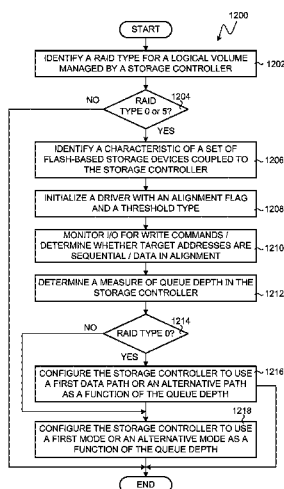 1200
START
IDENTIFY A RAID TYPE FOR A LOGICAL VOLUME
MANAGED BY A STORAGE CONTROLLER
1202
NO
RAID
TYPE 0 or 5?
1204
YES
IDENTIFY A CHARACTERISTIC OF A SET OF
FLASH-BASED STORAGE DEVICES COUPLED TO
THE STORAGE CONTROLLER
1206
INITIALIZE A DRIVER WITH AN ALIGNMENT FLAG
AND A THRESHOLD TYPE
1208
MONITOR I/O FOR WRITE COMMANDS /
DETERMINE WHETHER TARGET ADDRESSES ARE
SEQUENTIAL / DATA IN ALIGNMENT
1210
DETERMINE A MEASURE OF QUEUE DEPTH IN THE
STORAGE CONTROLLER
1212
NO
1214
RAID TYPE 0?
YES
CONFIGURE THE STORAGE CONTROLLER TO USE
A FIRST DATA PATH OR AN ALTERNATIVE PATH
AS A FUNCTION OF THE QUEUE DEPTH
1216
1218
CONFIGURE THE STORAGE CONTROLLER TO USE
A FIRST MODE OR AN ALTERNATIVE MODE AS A
FUNCTION OF THE QUEUE DEPTH
END